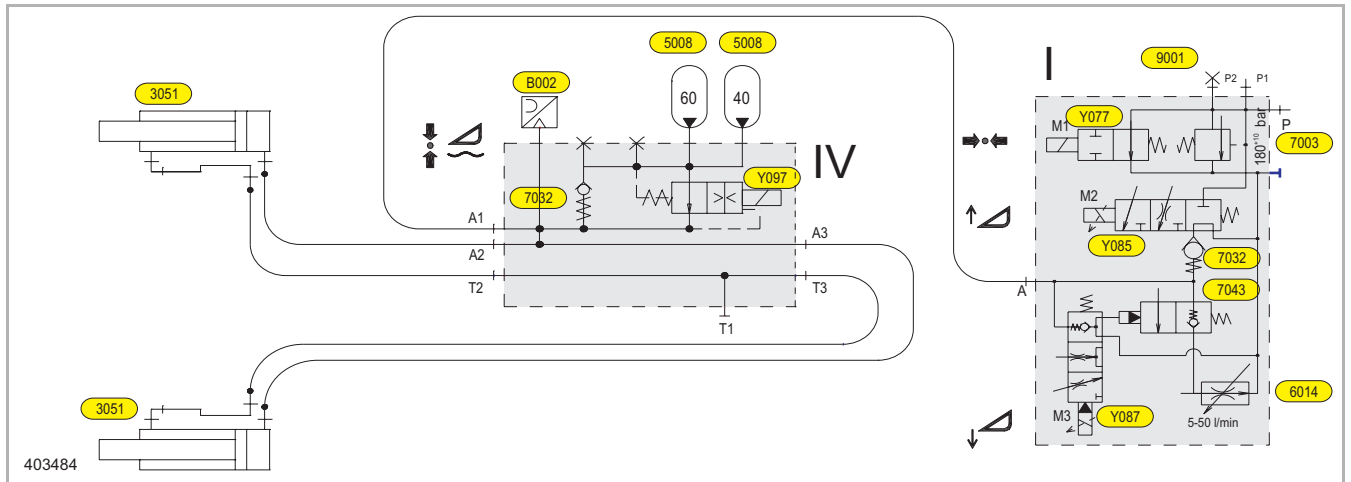 5008
5008
9001
B002
I
P2
P1
3051
60
40
M1
Y077
P
7003
180+10 bar
IV
Y097
M2
7032
A1
A2
A3
Y085
7032
T2
T3
A
7043
T1
3051
M3
Y087
6014
5-50 l/min
403484